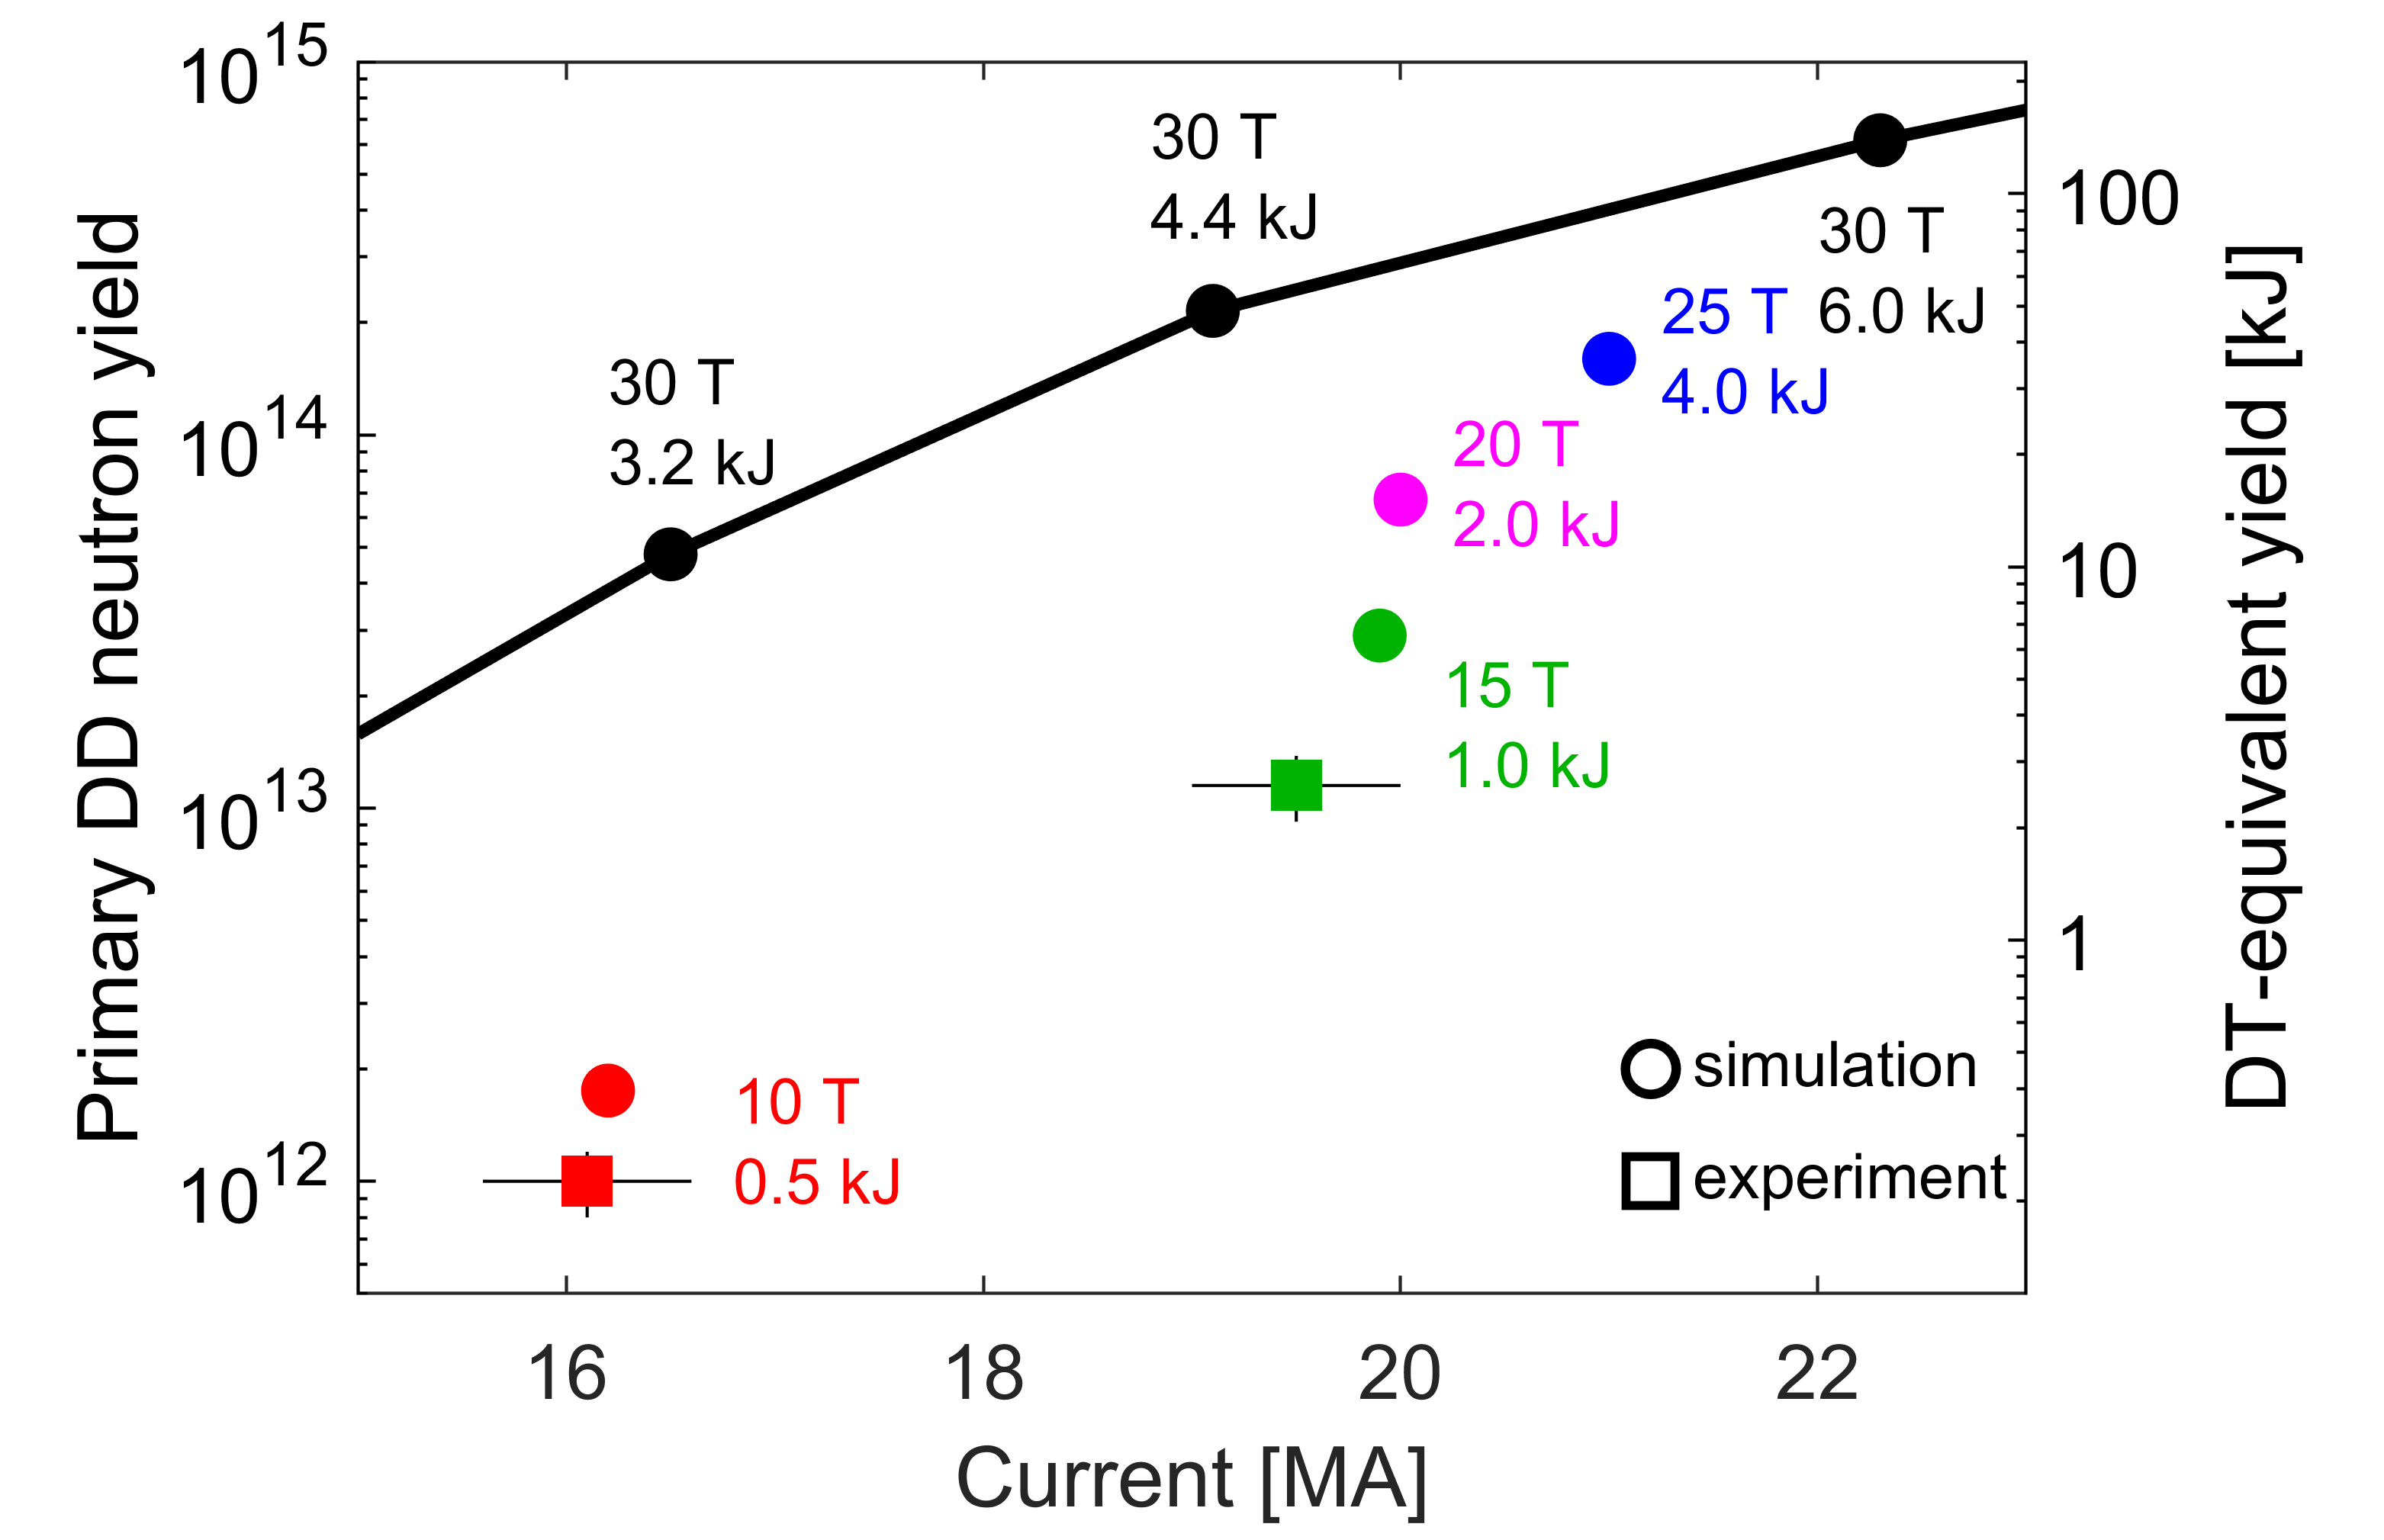 Primary DD neutron yield
10^15
10^14
10^13
10^12
30 T
4.4 kJ
30 T
3.2 kJ
30 T
6.0 kJ
25 T
4.0 kJ
20 T
2.0 kJ
15 T
1.0 kJ
10 T
0.5 kJ
simulation
experiment
100
10
1
DT-equivalent yield [kJ]
16 18 20 22
Current [MA]